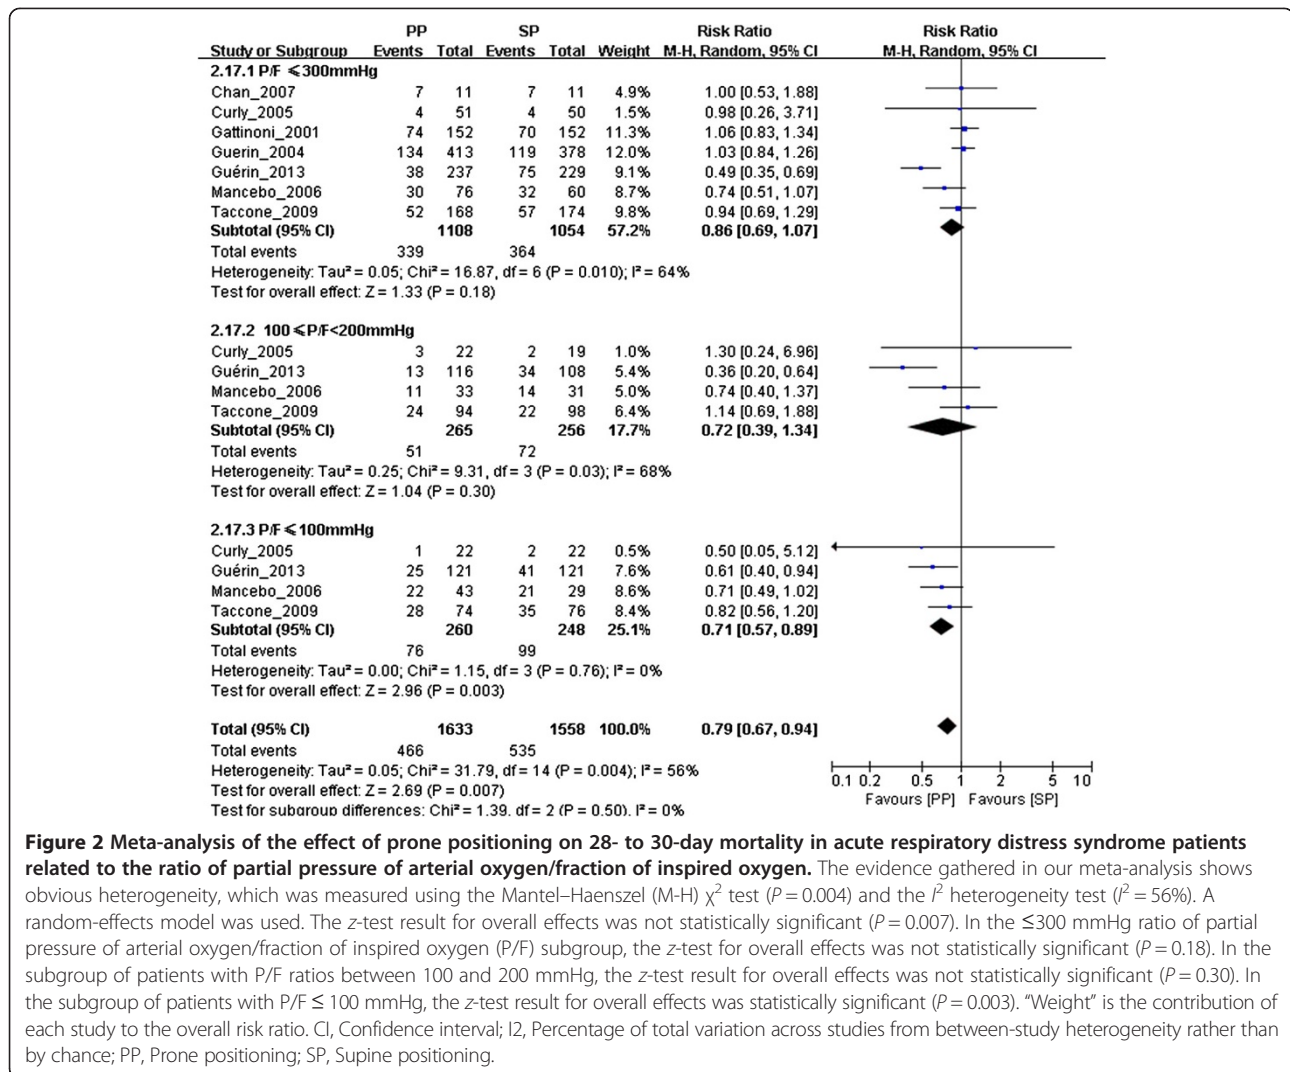 PP SP Risk Ratio Risk Ratio
Study or Subgroup Events Total Events Total Weight M-H, Random, 95% CI M-H, Random, 95% CI
2.17.1 P/F ⩽300mmHg
Chan_2007 7 11 7 11 4.9% 1.00 [0.53, 1.88]
Curly_2005 4 51 4 50 1.5% 0.98 [0.26, 3.71]
Gattinoni_2001 74 152 70 152 11.3% 1.06 [0.83, 1.34]
Guerin_2004 134 413 119 378 12.0% 1.03 [0.84, 1.26]
Guérin_2013 38 237 75 229 9.1% 0.49 [0.35, 0.69]
Mancebo_2006 30 76 32 60 8.7% 0.74 [0.51, 1.07]
Taccone_2009 52 168 57 174 9.8% 0.94 [0.69, 1.29]
Subtotal (95% CI) 1108 1054 57.2% 0.86 [0.69, 1.07]
Total events 339 364
Heterogeneity: Tau² = 0.05; Chi² = 16.87, df = 6 (P = 0.010); I² = 64%
Test for overall effect: Z = 1.33 (P = 0.18)
2.17.2 100 ⩽P/F<200mmHg
Curly_2005 3 22 2 19 1.0% 1.30 [0.24, 6.96]
Guérin_2013 13 116 34 108 5.4% 0.36 [0.20, 0.64]
Mancebo_2006 11 33 14 31 5.0% 0.74 [0.40, 1.37]
Taccone_2009 24 94 22 98 6.4% 1.14 [0.69, 1.88]
Subtotal (95% CI) 265 256 17.7% 0.72 [0.39, 1.34]
Total events 51 72
Heterogeneity: Tau² = 0.25; Chi² = 9.31, df = 3 (P = 0.03); I² = 68%
Test for overall effect: Z = 1.04 (P = 0.30)
2.17.3 P/F ⩽100mmHg
Curly_2005 1 22 2 22 0.5% 0.50 [0.05, 5.12]
Guérin_2013 25 121 41 121 7.6% 0.61 [0.40, 0.94]
Mancebo_2006 22 43 21 29 8.6% 0.71 [0.49, 1.02]
Taccone_2009 28 74 35 76 8.4% 0.82 [0.56, 1.20]
Subtotal (95% CI) 260 248 25.1% 0.71 [0.57, 0.89]
Total events 76 99
Heterogeneity: Tau² = 0.00; Chi² = 1.15, df = 3 (P = 0.76); I² = 0%
Test for overall effect: Z = 2.96 (P = 0.003)
Total (95% CI) 1633 1558 100.0% 0.79 [0.67, 0.94]
Total events 466 535
Heterogeneity: Tau² = 0.05; Chi² = 31.79, df = 14 (P = 0.004); I² = 56%
Test for overall effect: Z = 2.69 (P = 0.007)
Test for subgroup differences: Chi² = 1.39. df = 2 (P = 0.50). I² = 0%
0.1 0.2 0.5 1 2 5 10
Favours [PP] Favours [SP]
Figure 2 Meta-analysis of the effect of prone positioning on 28- to 30-day mortality in acute respiratory distress syndrome patients
related to the ratio of partial pressure of arterial oxygen/fraction of inspired oxygen. The evidence gathered in our meta-analysis shows
obvious heterogeneity, which was measured using the Mantel–Haenszel (M-H) χ² test (P = 0.004) and the I² heterogeneity test (I² = 56%). A
random-effects model was used. The z-test result for overall effects was not statistically significant (P = 0.007). In the ≤300 mmHg ratio of partial
pressure of arterial oxygen/fraction of inspired oxygen (P/F) subgroup, the z-test for overall effects was not statistically significant (P = 0.18). In the
subgroup of patients with P/F ratios between 100 and 200 mmHg, the z-test result for overall effects was not statistically significant (P = 0.30). In
the subgroup of patients with P/F ≤ 100 mmHg, the z-test result for overall effects was statistically significant (P = 0.003). “Weight” is the contribution of
each study to the overall risk ratio. CI, Confidence interval; I2, Percentage of total variation across studies from between-study heterogeneity rather than
by chance; PP, Prone positioning; SP, Supine positioning.